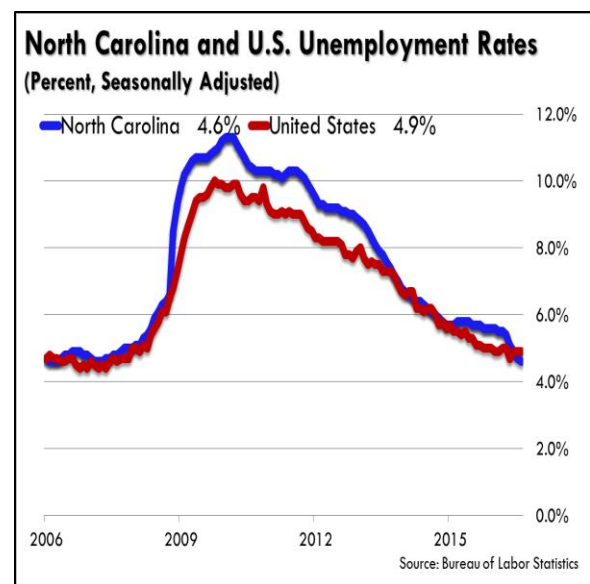 North Carolina and U.S. Unemployment Rates
(Percent, Seasonally Adjusted)
North Carolina 4.6% United States 4.9%
12.0%
10.0%
8.0%
6.0%
4.0%
2.0%
0.0%
2006 2009 2012 2015
Source: Bureau of Labor Statistics